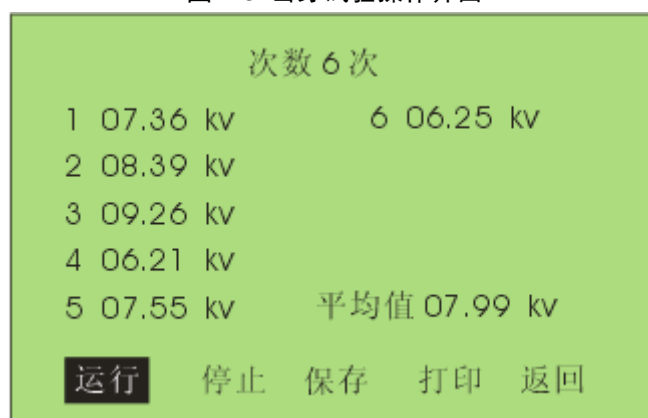 次数 6 次
1 07.36 kv 6 06.25 kv
2 08.39 kv
3 09.26 kv
4 06.21 kv
5 07.55 kv 平均值 07.99 kv
运行 停止 保存 打印 返回